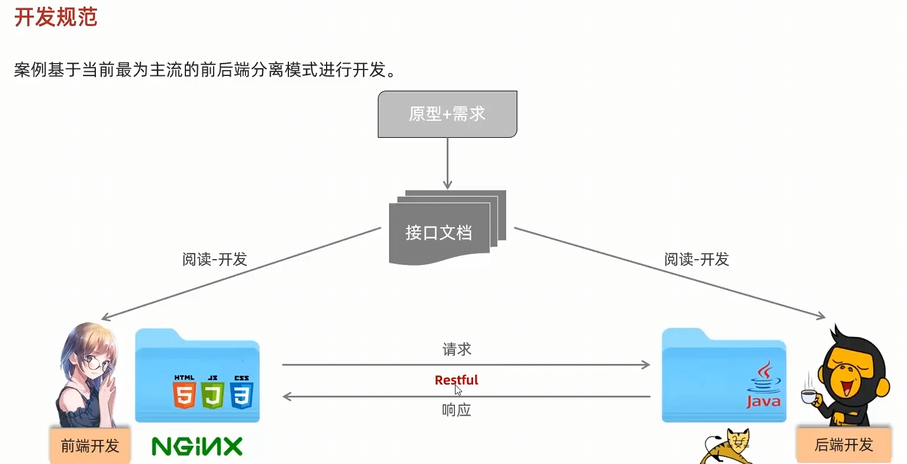 开发规范
案例基于当前最为主流的前后端分离模式进行开发。
原型+需求
接口文档
阅读-开发
阅读-开发
请求
Restful
响应
HTML
JS
CSS
5
3
Java
前端开发
NGiNX
后端开发